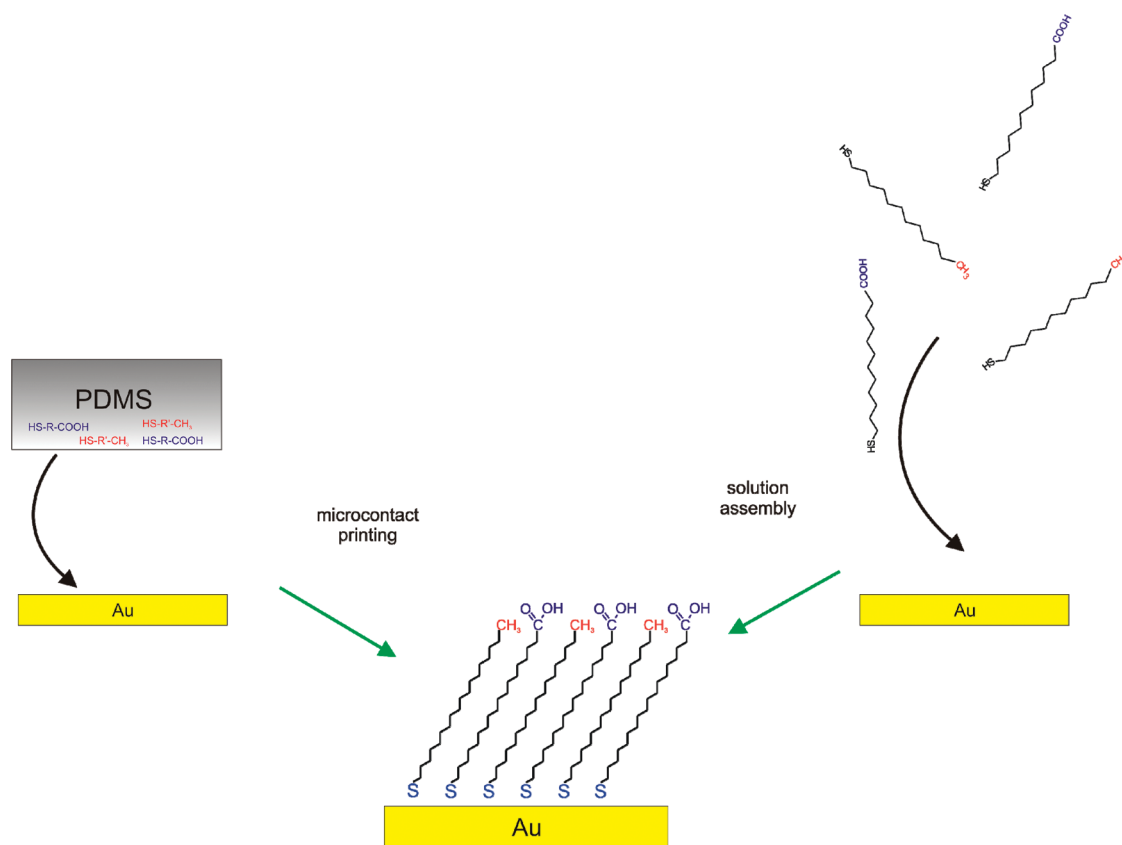 COOH
HS
HS
CH₃
COOH
CH
HS
HS
PDMS
HS-R-COOH
HS-R'-CH₃
HS-R'-CH₃
HS-R-COOH
microcontact
printing
solution
assembly
Au
Au
O OH O OH O OH
CH₃ C CH₃ C CH₃ C
S S S S S S
Au